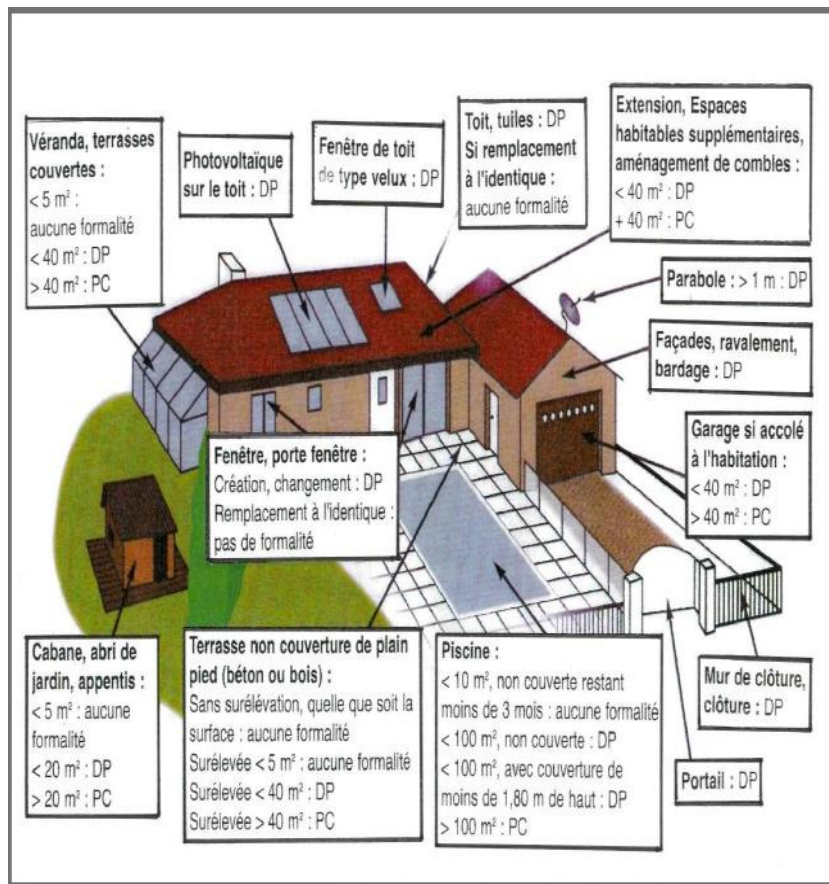 Véranda, terrasses
couvertes :
< 5 m² :
aucune formalité
< 40 m² : DP
> 40 m² : PC
Photovoltaïque
sur le toit : DP
Fenêtre de toit
de type velux : DP
Toit, tuiles : DP
Si remplacement
à l'identique :
aucune formalité
Extension, Espaces
habitables supplémentaires,
aménagement de combles :
< 40 m² : DP
+ 40 m² : PC
Parabole : > 1 m : DP
Façades, ravalement,
bardage : DP
Garage si accolé
à l'habitation :
< 40 m² : DP
> 40 m² : PC
Fenêtre, porte fenêtre :
Création, changement : DP
Remplacement à l'identique :
pas de formalité
Cabane, abri de
jardin, appentis :
< 5 m² : aucune
formalité
< 20 m² : DP
> 20 m² : PC
Terrasse non couverture de plain
pied (béton ou bois) :
Sans surélévation, quelle que soit la
surface : aucune formalité
Surélevée < 5 m² : aucune formalité
Surélevée < 40 m² : DP
Surélevée > 40 m² : PC
Piscine :
< 10 m², non couverte restant
moins de 3 mois : aucune formalité
< 100 m², non couverte : DP
< 100 m², avec couverture de
moins de 1,80 m de haut : DP
> 100 m² : PC
Mur de clôture,
clôture : DP
Portail : DP